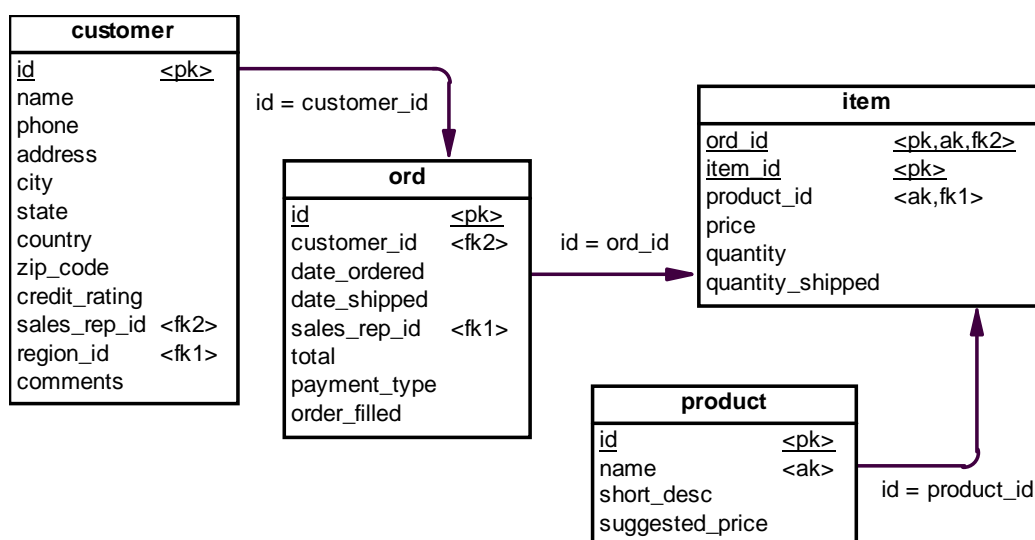 customer
id <pk>
name
phone
address
city
state
country
zip_code
credit_rating
sales_rep_id <fk2>
region_id <fk1>
comments
id = customer_id
ord
id <pk>
customer_id <fk2>
date_ordered
date_shipped
sales_rep_id <fk1>
total
payment_type
order_filled
id = ord_id
item
ord_id <pk,ak,fk2>
item_id <pk>
product_id <ak,fk1>
price
quantity
quantity_shipped
product
id <pk>
name <ak>
short_desc
suggested_price
id = product_id